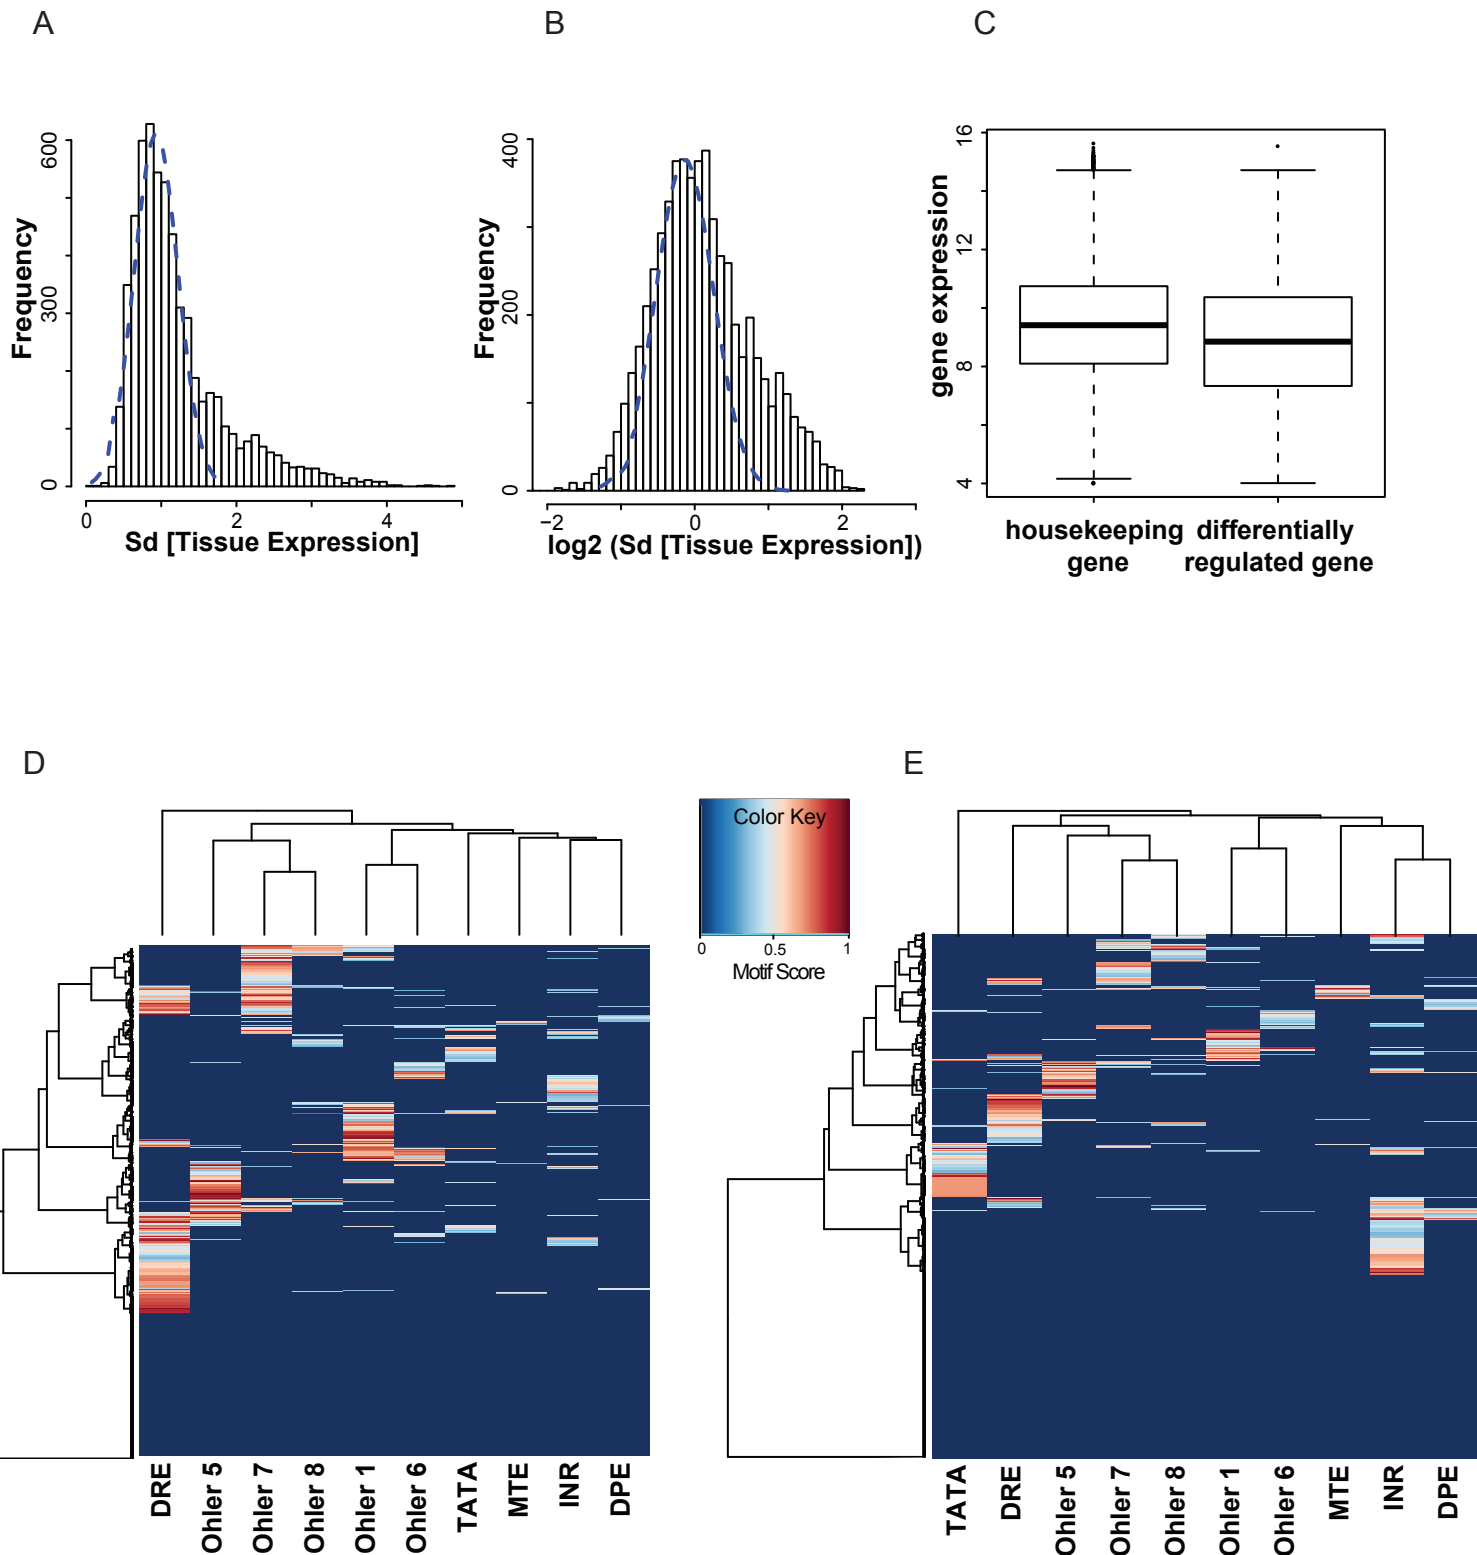 A
B
C
600
300
0
Frequency
0
2
4
Sd [Tissue Expression]
400
200
0
Frequency
−2
0
2
log2 (Sd [Tissue Expression])
16
12
8
4
gene expression
housekeeping
gene
differentially
regulated gene
D
E
Color Key
0
0.5
1
Motif Score
DRE
Ohler 5
Ohler 7
Ohler 8
Ohler 1
Ohler 6
TATA
MTE
INR
DPE
TATA
DRE
Ohler 5
Ohler 7
Ohler 8
Ohler 1
Ohler 6
MTE
INR
DPE